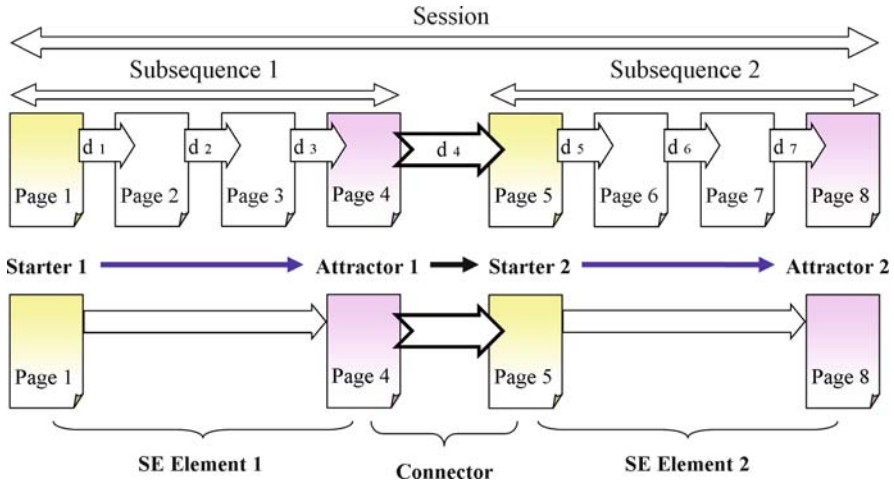 Session
Subsequence 1
Subsequence 2
d 1
d 2
d 3
d 4
d 5
d 6
d 7
Page 1
Page 2
Page 3
Page 4
Page 5
Page 6
Page 7
Page 8
Starter 1
Attractor 1
Starter 2
Attractor 2
Page 1
Page 4
Page 5
Page 8
SE Element 1
Connector
SE Element 2